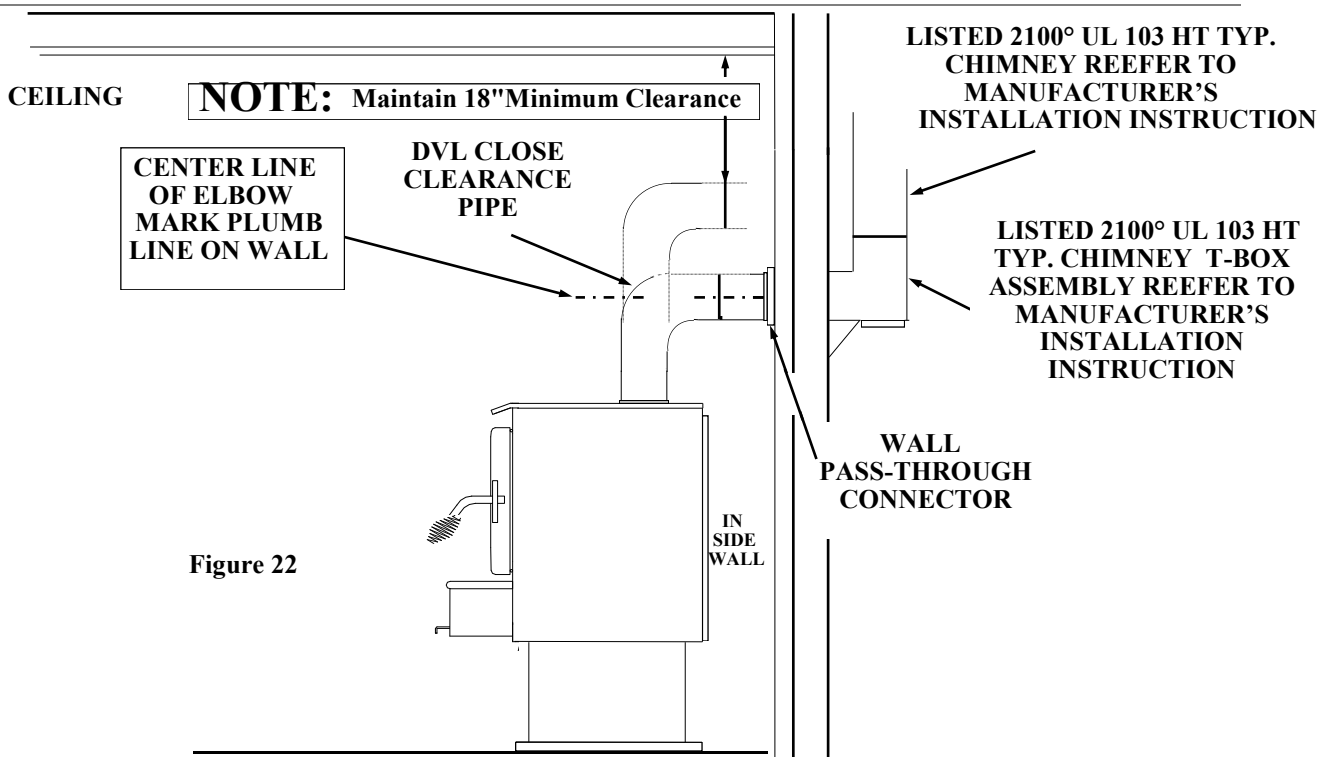 CEILING
NOTE: Maintain 18"Minimum Clearance
LISTED 2100° UL 103 HT TYP.
CHIMNEY REEFER TO
MANUFACTURER'S
INSTALLATION INSTRUCTION
CENTER LINE
OF ELBOW
MARK PLUMB
LINE ON WALL
DVL CLOSE
CLEARANCE
PIPE
LISTED 2100° UL 103 HT
TYP. CHIMNEY T-BOX
ASSEMBLY REEFER TO
MANUFACTURER'S
INSTALLATION
INSTRUCTION
WALL
PASS-THROUGH
CONNECTOR
IN
SIDE
WALL
Figure 22